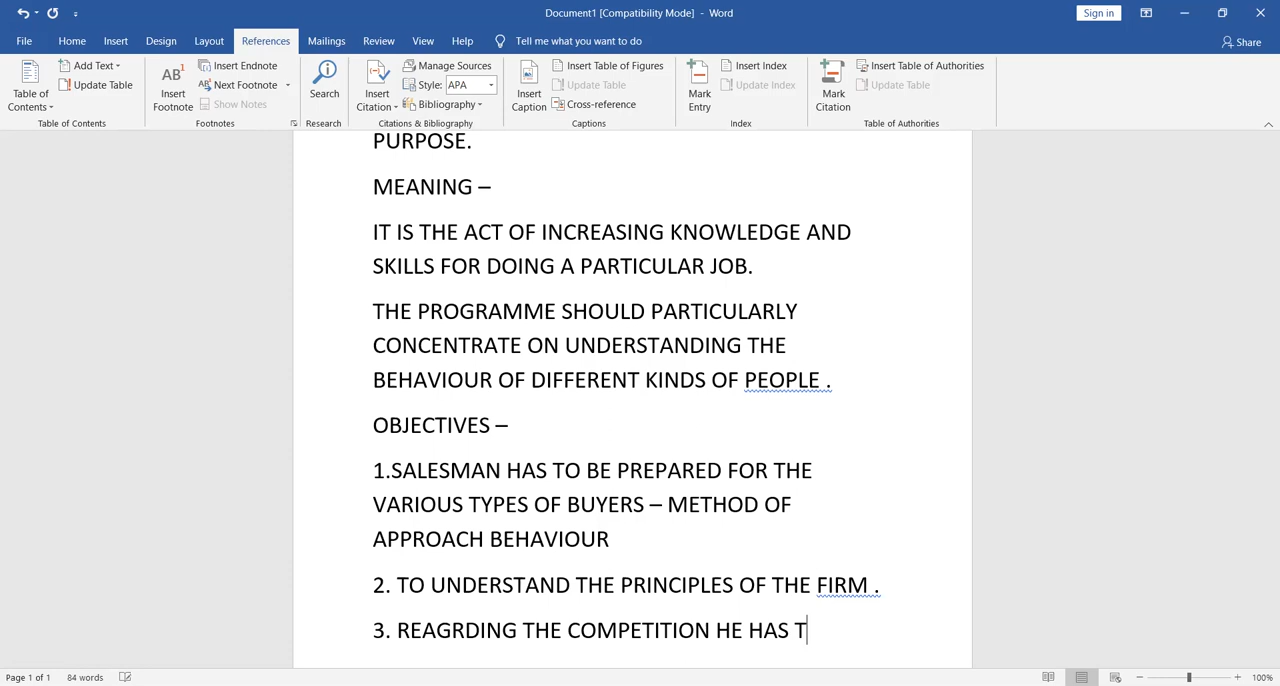 Document1 [Compatibility Mode] - Word
Sign in
File Home Insert Design Layout References Mailings Review View Help Tell me what you want to do
Share
Table of Contents
Add Text
Update Table
Table of Contents
AB1 Insert Footnote
Insert Endnote
AB1 Next Footnote
Show Notes
Footnotes
Search
Research
Insert Citation
Manage Sources
Style: APA
Bibliography
Citations & Bibliography
Insert Caption
Insert Table of Figures
Update Table
Cross-reference
Captions
Mark Entry
Insert Index
Update Index
Index
Mark Citation
Insert Table of Authorities
Update Table
Table of Authorities
PURPOSE.
MEANING –
IT IS THE ACT OF INCREASING KNOWLEDGE AND
SKILLS FOR DOING A PARTICULAR JOB.
THE PROGRAMME SHOULD PARTICULARLY
CONCENTRATE ON UNDERSTANDING THE
BEHAVIOUR OF DIFFERENT KINDS OF PEOPLE .
OBJECTIVES –
1.SALESMAN HAS TO BE PREPARED FOR THE
VARIOUS TYPES OF BUYERS – METHOD OF
APPROACH BEHAVIOUR
2. TO UNDERSTAND THE PRINCIPLES OF THE FIRM .
3. REAGRDING THE COMPETITION HE HAS T
Page 1 of 1 84 words
100%